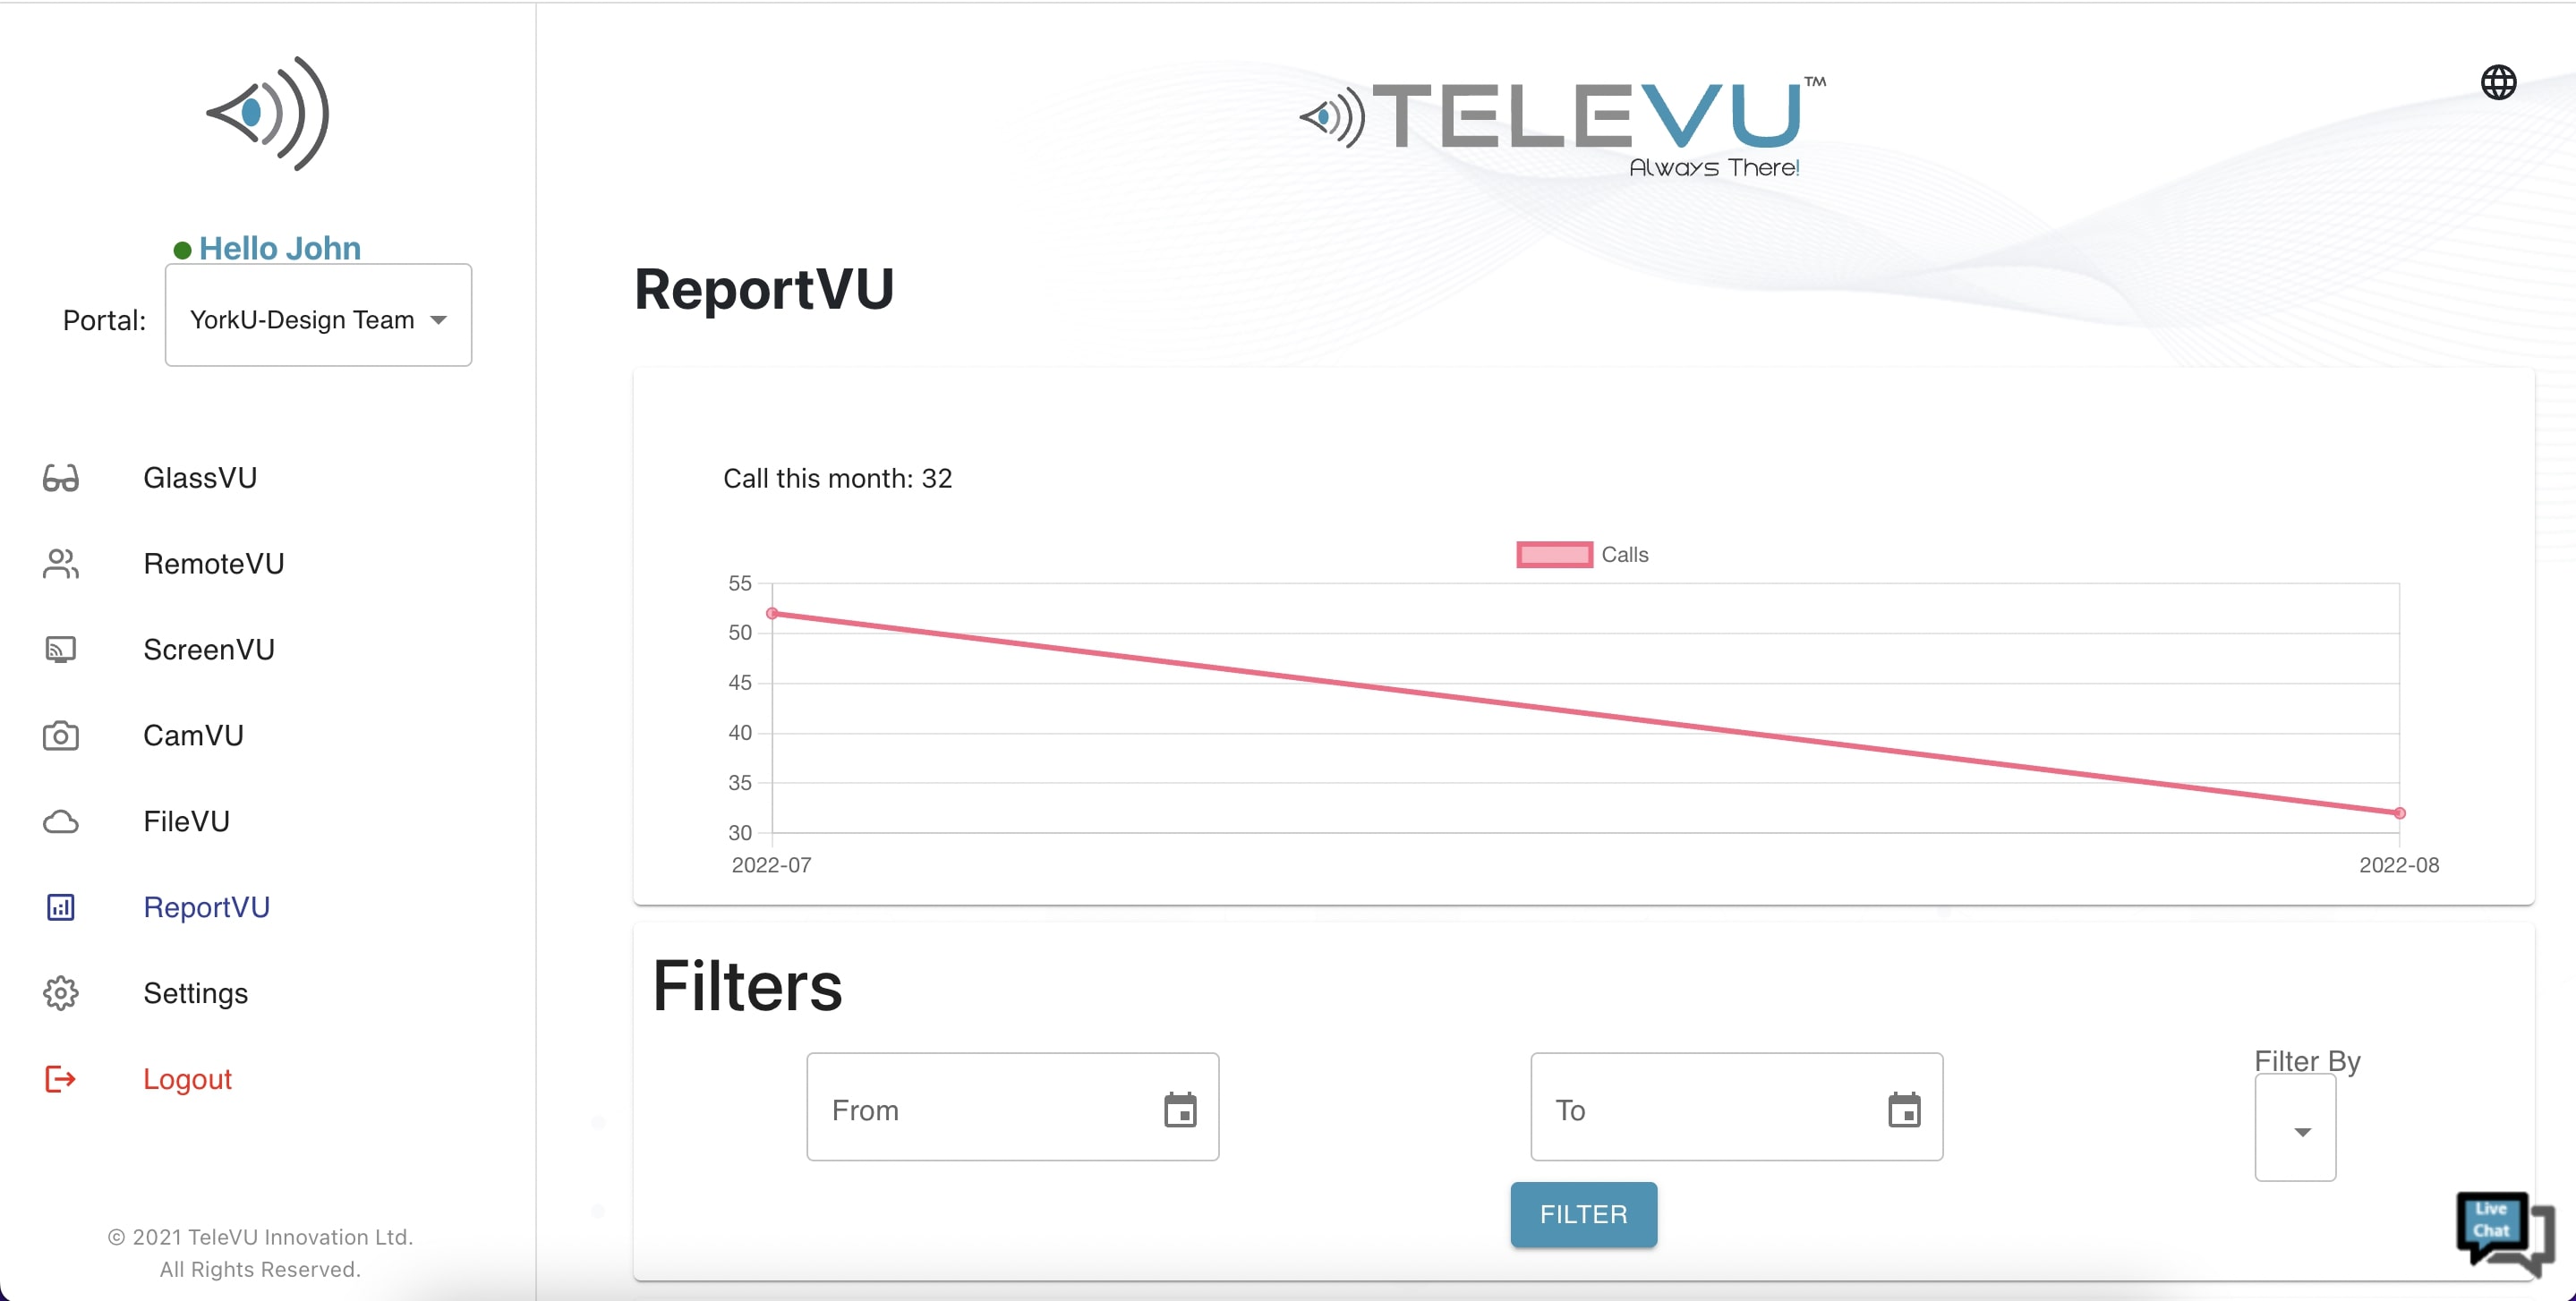 Hello John
Portal: YorkU-Design Team
GlassVU
RemoteVU
ScreenVU
CamVU
FileVU
ReportVU
Settings
Logout
© 2021 TeleVU Innovation Ltd.
All Rights Reserved.
TELEVU™
Always There!
ReportVU
Call this month: 32
Calls
55
50
45
40
35
30
2022-07 2022-08
Filters
From To Filter By
FILTER
Live
Chat